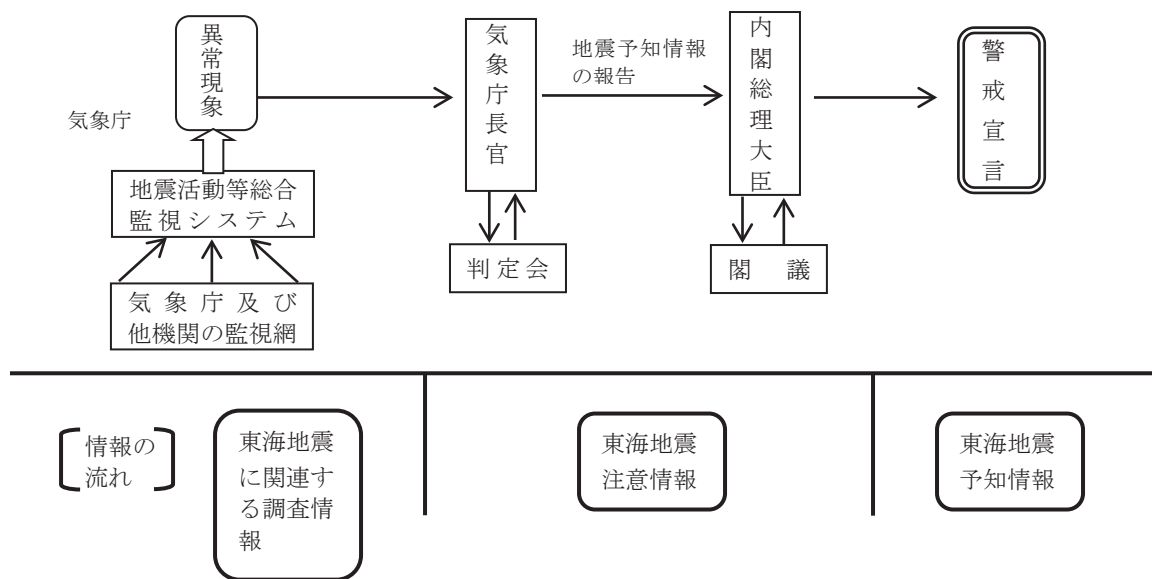 異常現象
気象庁
地震活動等総合
監視システム
気象庁及び
他機関の監視網
気象庁長官
判定会
地震予知情報
の報告
内閣総理大臣
閣議
警戒宣言
情報の
流れ
東海地震
に関連す
る調査情
報
東海地震
注意情報
東海地震
予知情報